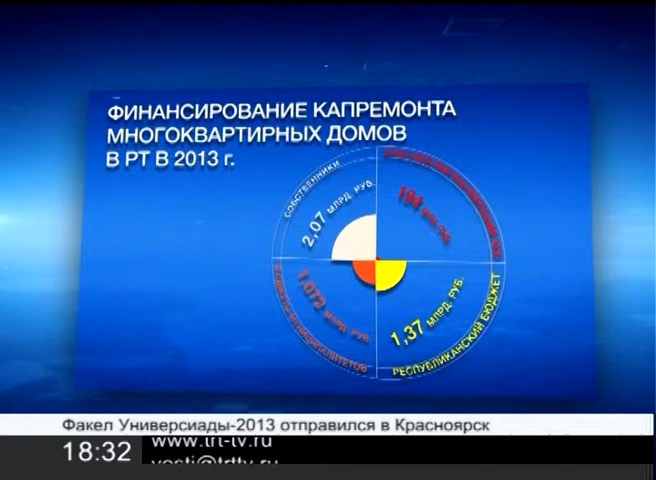 ФИНАНСИРОВАНИЕ КАПРЕМОНТА
МНОГОКВАРТИРНЫХ ДОМОВ
В РТ В 2013 г.
СОБСТВЕННИКИ
2,07 МЛРД. РУБ.
194
1,072 МЛРД. РУБ.
1,37 МЛРД. РУБ.
РЕСПУБЛИКАНСКИЙ БЮДЖЕТ
Факел Универсиады-2013 отправился в Красноярск
18:32
www.trt-tv.ru